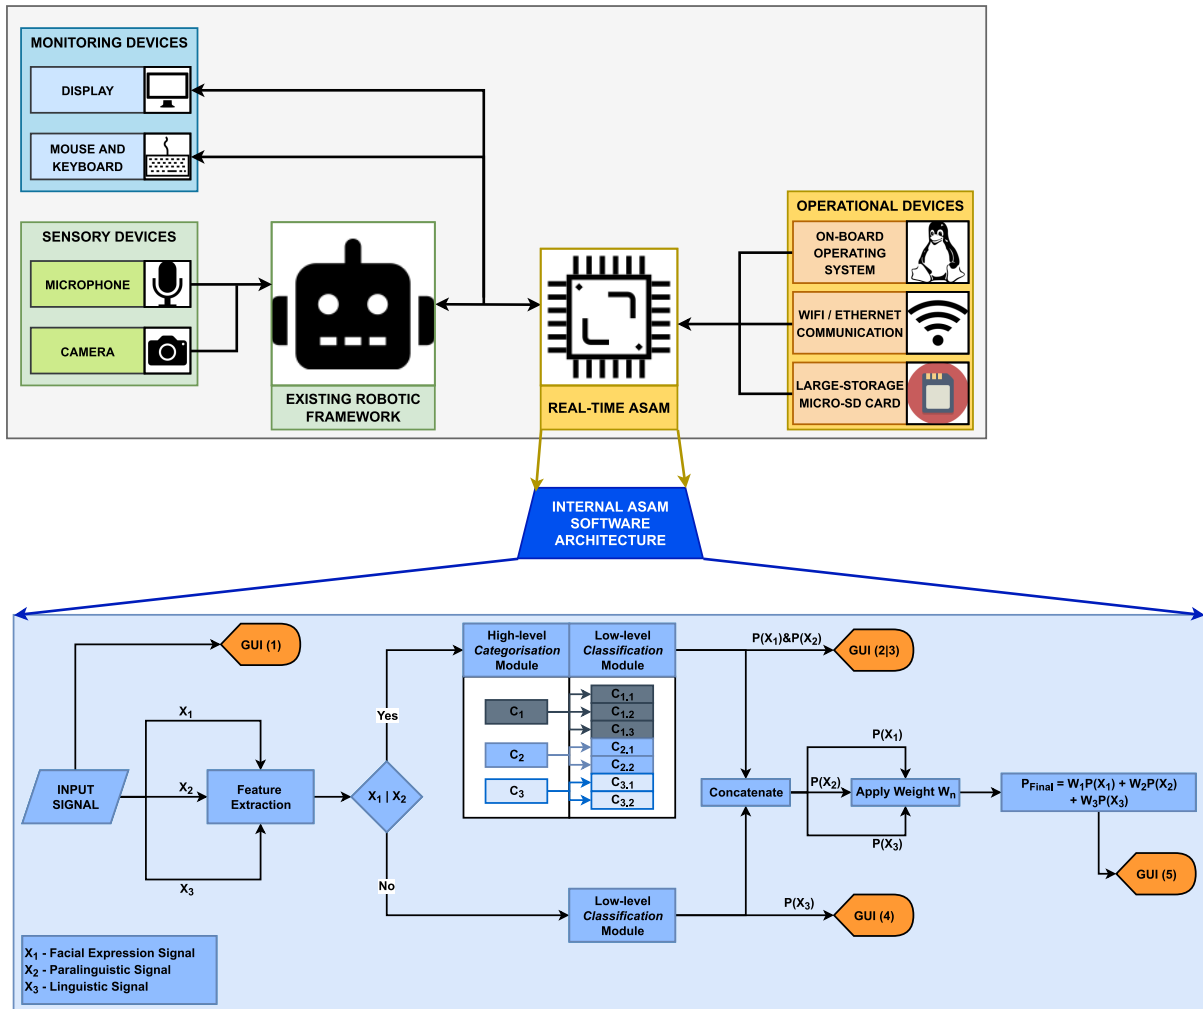 MONITORING DEVICES
DISPLAY
MOUSE AND
KEYBOARD
SENSORY DEVICES
MICROPHONE
CAMERA
EXISTING ROBOTIC
FRAMEWORK
REAL-TIME ASAM
OPERATIONAL DEVICES
ON-BOARD
OPERATING
SYSTEM
WIFI / ETHERNET
COMMUNICATION
LARGE-STORAGE
MICRO-SD CARD
INTERNAL ASAM
SOFTWARE
ARCHITECTURE
GUI (1)
INPUT
SIGNAL
X₁
X₂
X₃
Feature
Extraction
X₁ | X₂
Yes
No
High-level
Categorisation
Module
Low-level
Classification
Module
C₁
C₂
C₃
C₁.₁
C₁.₂
C₁.₃
C₂.₁
C₂.₂
C₃.₁
C₃.₂
P(X₁)&P(X₂)
GUI (2|3)
Low-level
Classification
Module
P(X₃)
GUI (4)
Concatenate
P(X₁)
P(X₂)
P(X₃)
Apply Weight Wₙ
P_Final = W₁P(X₁) + W₂P(X₂)
+ W₃P(X₃)
GUI (5)
X₁ - Facial Expression Signal
X₂ - Paralinguistic Signal
X₃ - Linguistic Signal